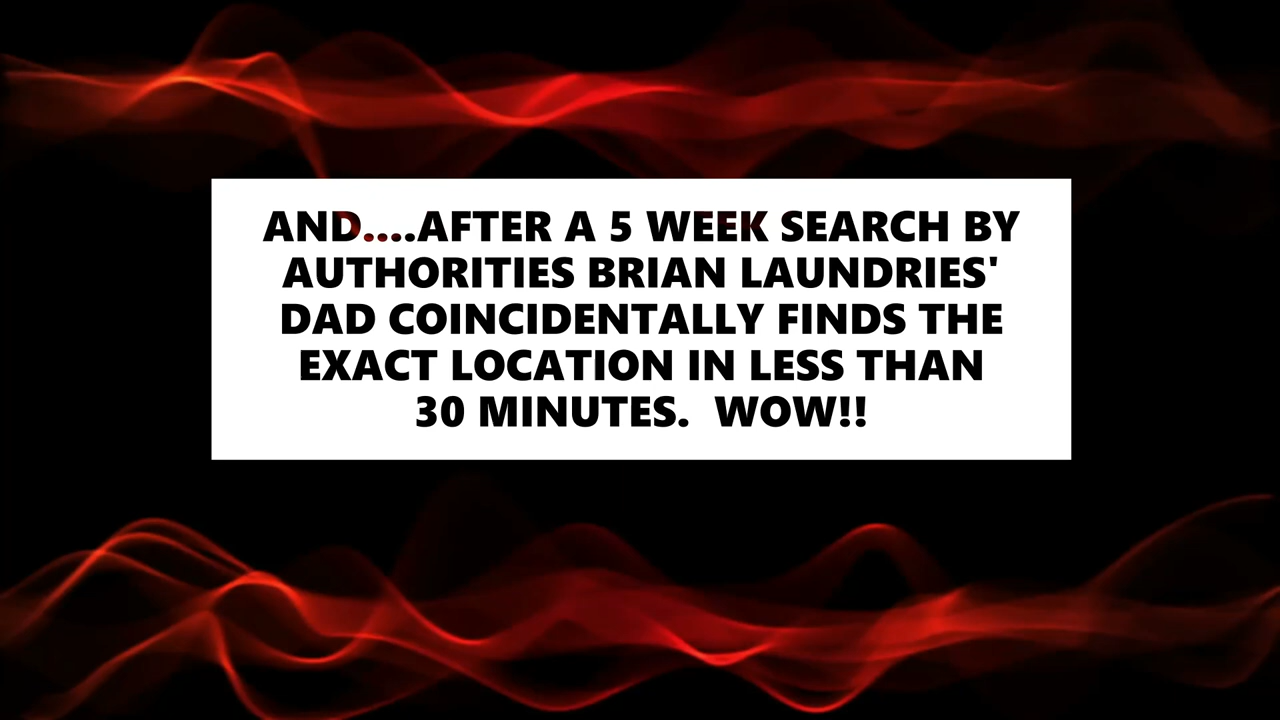 AND....AFTER A 5 WEEK SEARCH BY
AUTHORITIES BRIAN LAUNDRIES'
DAD COINCIDENTALLY FINDS THE
EXACT LOCATION IN LESS THAN
30 MINUTES.  WOW!!